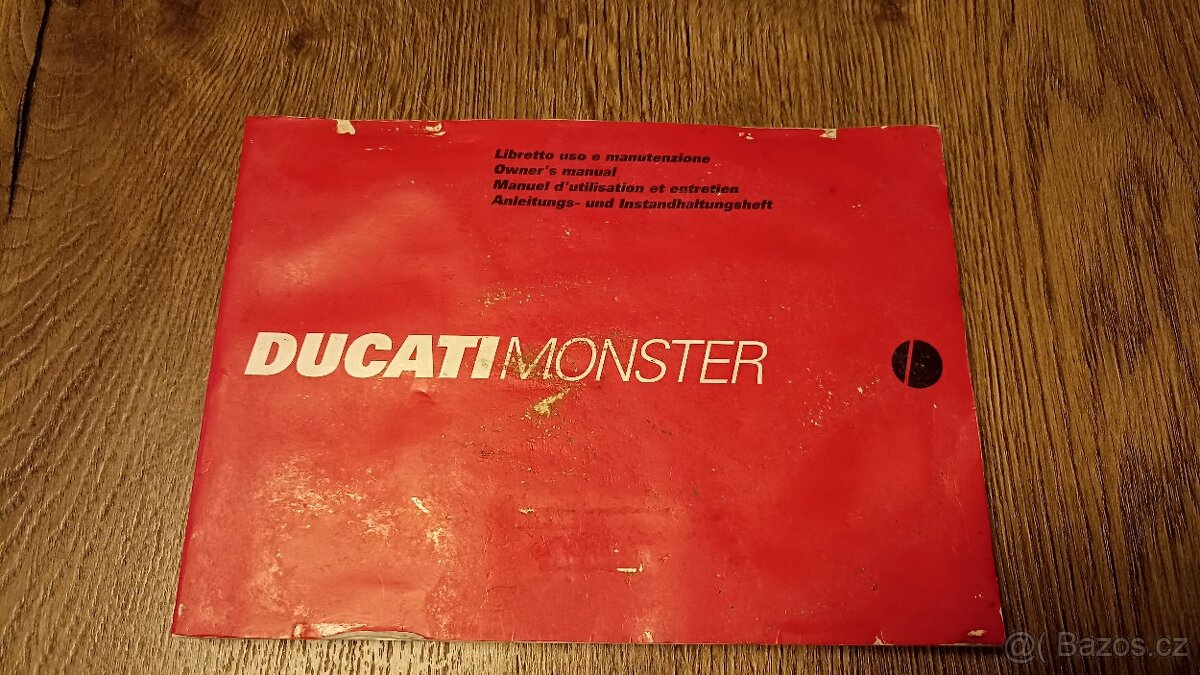 Libretto uso e manutenzione
Owner's manual
Manuel d'utilisation et entretien
Anleitungs- und Instandhaltungsheft
DUCATIMONSTER
@( Bazos.cz